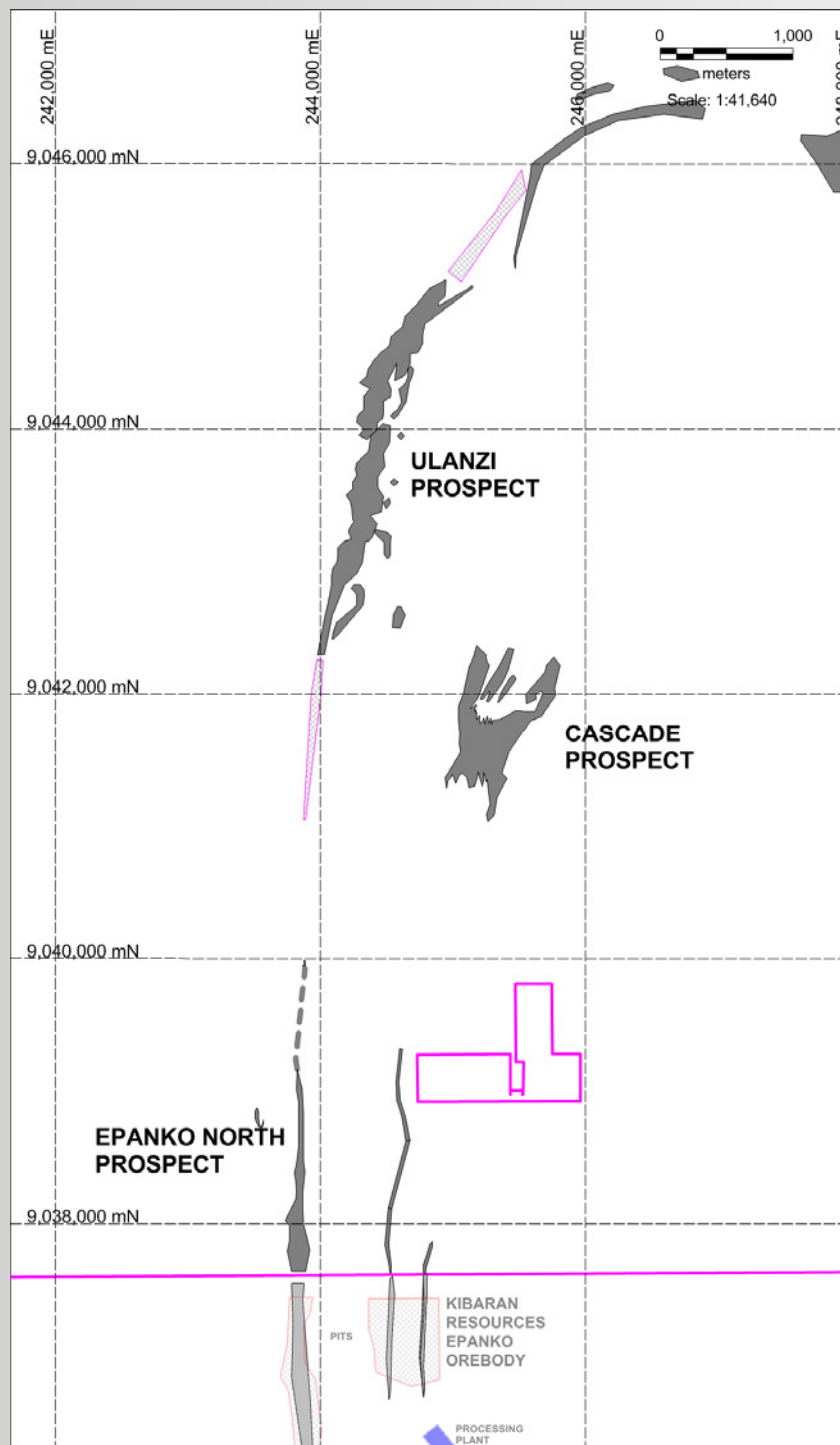 242,000 mE
244,000 mE
246,000 mE
0 1,000
meters
Scale: 1:41,640
9,046,000 mN
9,044,000 mN
ULANZI
PROSPECT
9,042,000 mN
CASCADE
PROSPECT
9,040,000 mN
EPANKO NORTH
PROSPECT
9,038,000 mN
KIBARAN
RESOURCES
EPANKO
OREBODY
PITS
PROCESSING
PLANT